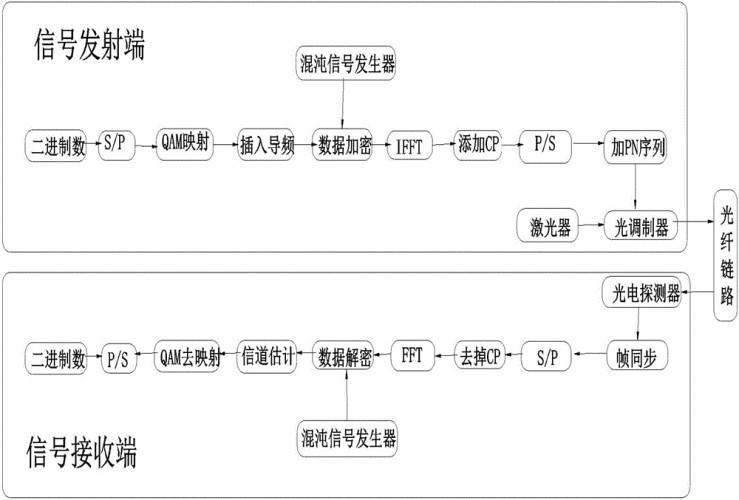 信号发射端
混沌信号发生器
二进制数
S/P
QAM映射
插入导频
数据加密
IFFT
添加CP
P/S
加PN序列
激光器
光调制器
光纤链路
光电探测器
二进制数
P/S
QAM去映射
信道估计
数据解密
FFT
去掉CP
S/P
帧同步
混沌信号发生器
信号接收端